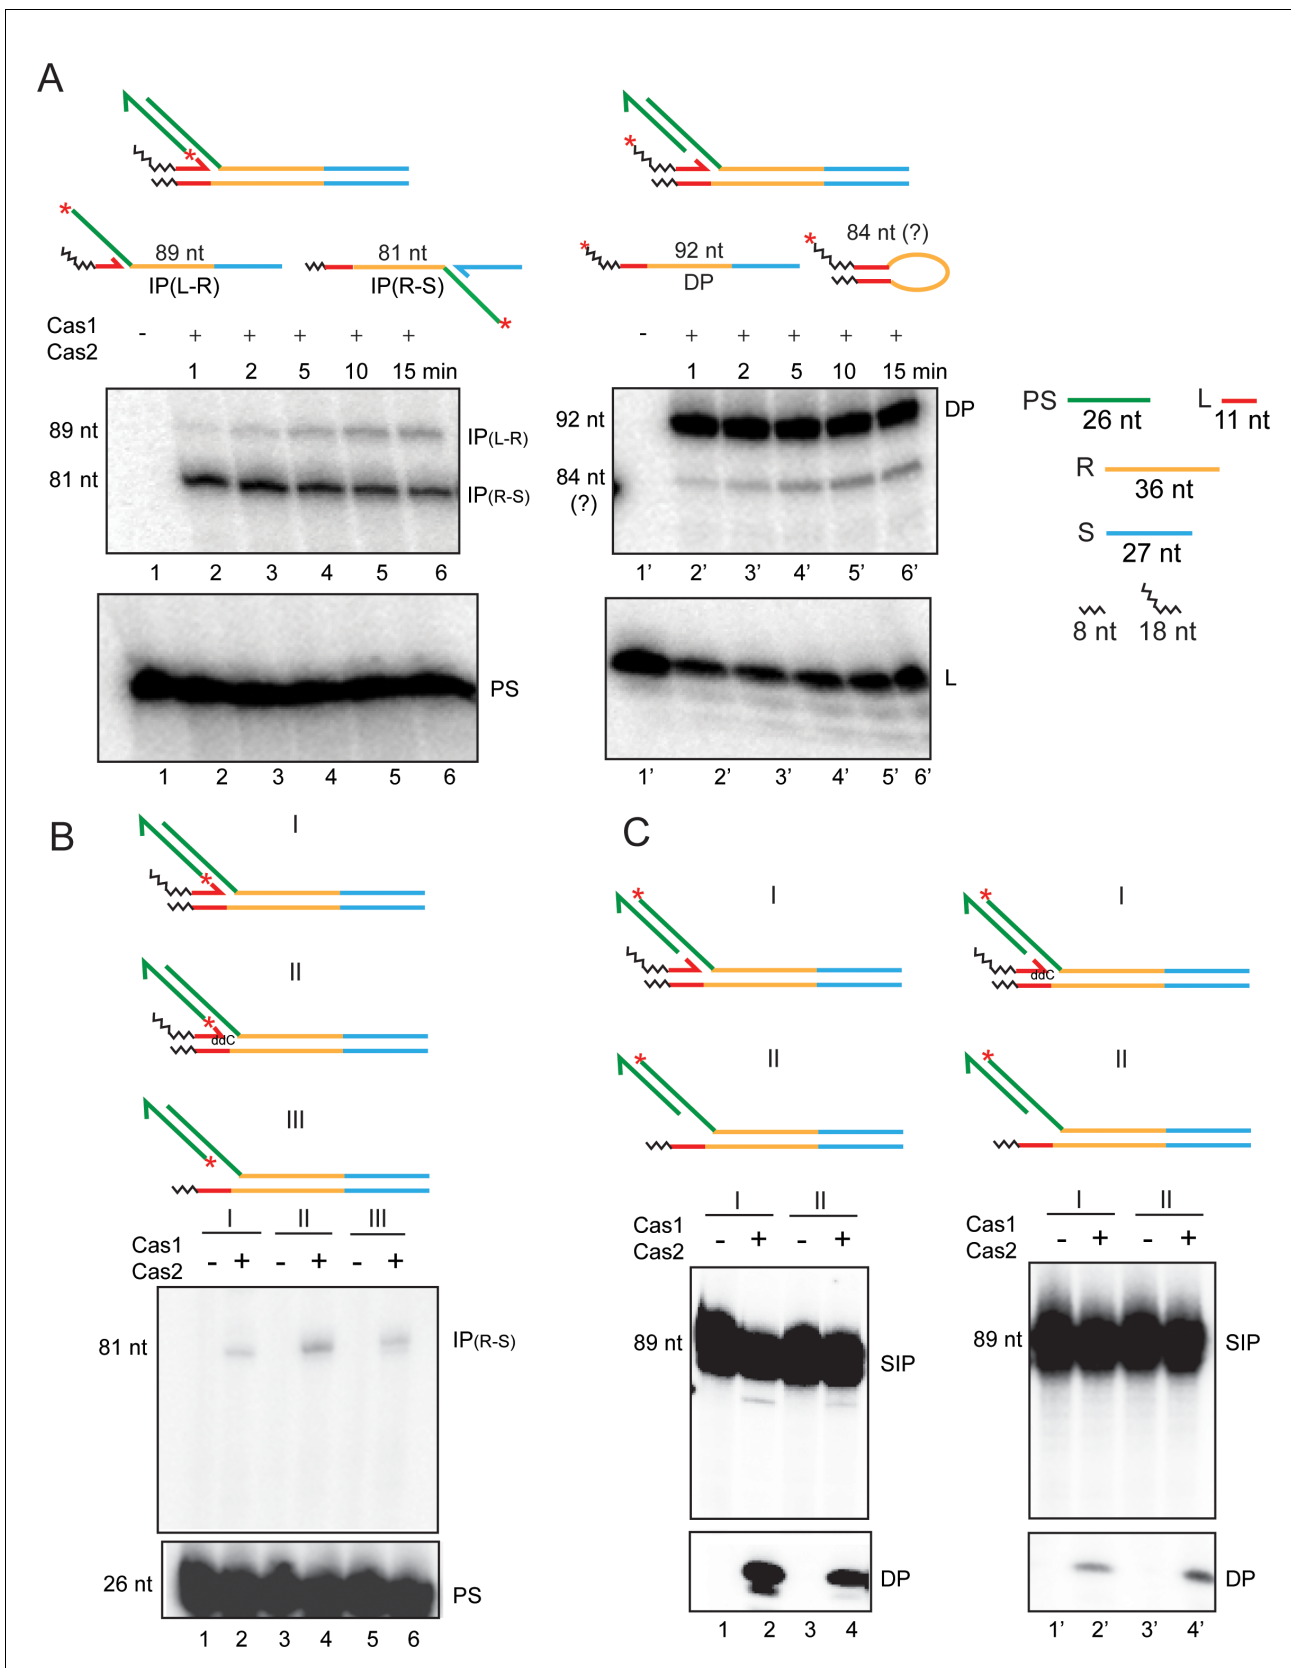 A
89 nt
IP(L-R)
81 nt
IP(R-S)
92 nt
DP
84 nt (?)
Cas1
Cas2
- + + + + +
1 2 5 10 15 min
- + + + + +
1 2 5 10 15 min
89 nt
IP(L-R)
81 nt
IP(R-S)
1 2 3 4 5 6
92 nt
DP
84 nt
(?)
1’ 2’ 3’ 4’ 5’ 6’
PS
26 nt
L
11 nt
R
36 nt
S
27 nt
8 nt 18 nt
PS
1 2 3 4 5 6
L
1’ 2’ 3’ 4’ 5’ 6’
B
I
*
II
*
ddC
III
*
I II III
Cas1
Cas2
- + - + - +
81 nt
IP(R-S)
26 nt
PS
1 2 3 4 5 6
C
I
*
II
*
I II
Cas1
Cas2
- + - +
89 nt
SIP
DP
1 2 3 4
I
*
ddC
II
*
I II
Cas1
Cas2
- + - +
89 nt
SIP
DP
1’ 2’ 3’ 4’